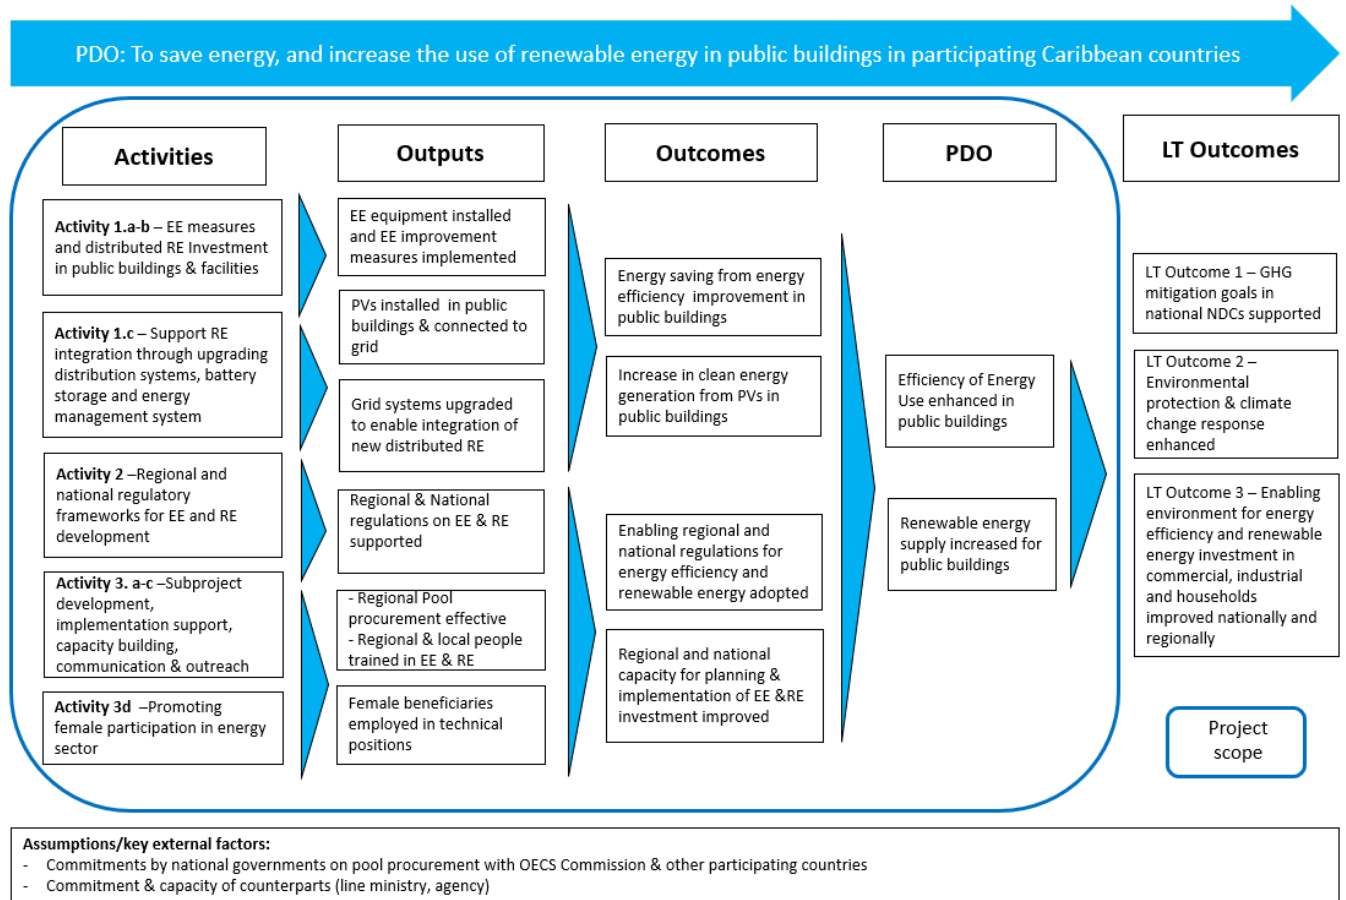 PDO: To save energy, and increase the use of renewable energy in public buildings in participating Caribbean countries
Activities
Activity 1.a-b – EE measures
and distributed RE Investment
in public buildings & facilities
Activity 1.c – Support RE
integration through upgrading
distribution systems, battery
storage and energy
management system
Activity 2 –Regional and
national regulatory
frameworks for EE and RE
development
Activity 3. a-c –Subproject
development,
implementation support,
capacity building,
communication & outreach
Activity 3d –Promoting
female participation in energy
sector
Outputs
EE equipment installed
and EE improvement
measures implemented
PVs installed in public
buildings & connected to
grid
Grid systems upgraded
to enable integration of
new distributed RE
Regional & National
regulations on EE & RE
supported
- Regional Pool
procurement effective
- Regional & local people
trained in EE & RE
Female beneficiaries
employed in technical
positions
Outcomes
Energy saving from energy
efficiency improvement in
public buildings
Increase in clean energy
generation from PVs in
public buildings
Enabling regional and
national regulations for
energy efficiency and
renewable energy adopted
Regional and national
capacity for planning &
implementation of EE &RE
investment improved
PDO
Efficiency of Energy
Use enhanced in
public buildings
Renewable energy
supply increased for
public buildings
LT Outcomes
LT Outcome 1 – GHG
mitigation goals in
national NDCs supported
LT Outcome 2 –
Environmental
protection & climate
change response
enhanced
LT Outcome 3 – Enabling
environment for energy
efficiency and renewable
energy investment in
commercial, industrial
and households
improved nationally and
regionally
Project
scope
Assumptions/key external factors:
- Commitments by national governments on pool procurement with OECS Commission & other participating countries
- Commitment & capacity of counterparts (line ministry, agency)